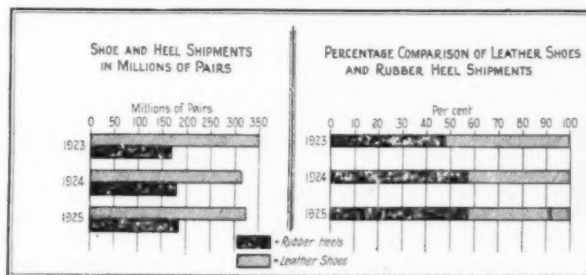 SHOE AND HEEL SHIPMENTS
IN MILLIONS OF PAIRS
Millions of Pairs
0 50 100 150 200 250 300 350
1923
1924
1925
PERCENTAGE COMPARISON OF LEATHER SHOES
AND RUBBER HEEL SHIPMENTS
Per cent
0 10 20 30 40 50 60 70 80 90 100
1923
1924
1925
= Rubber Heels
= Leather Shoes